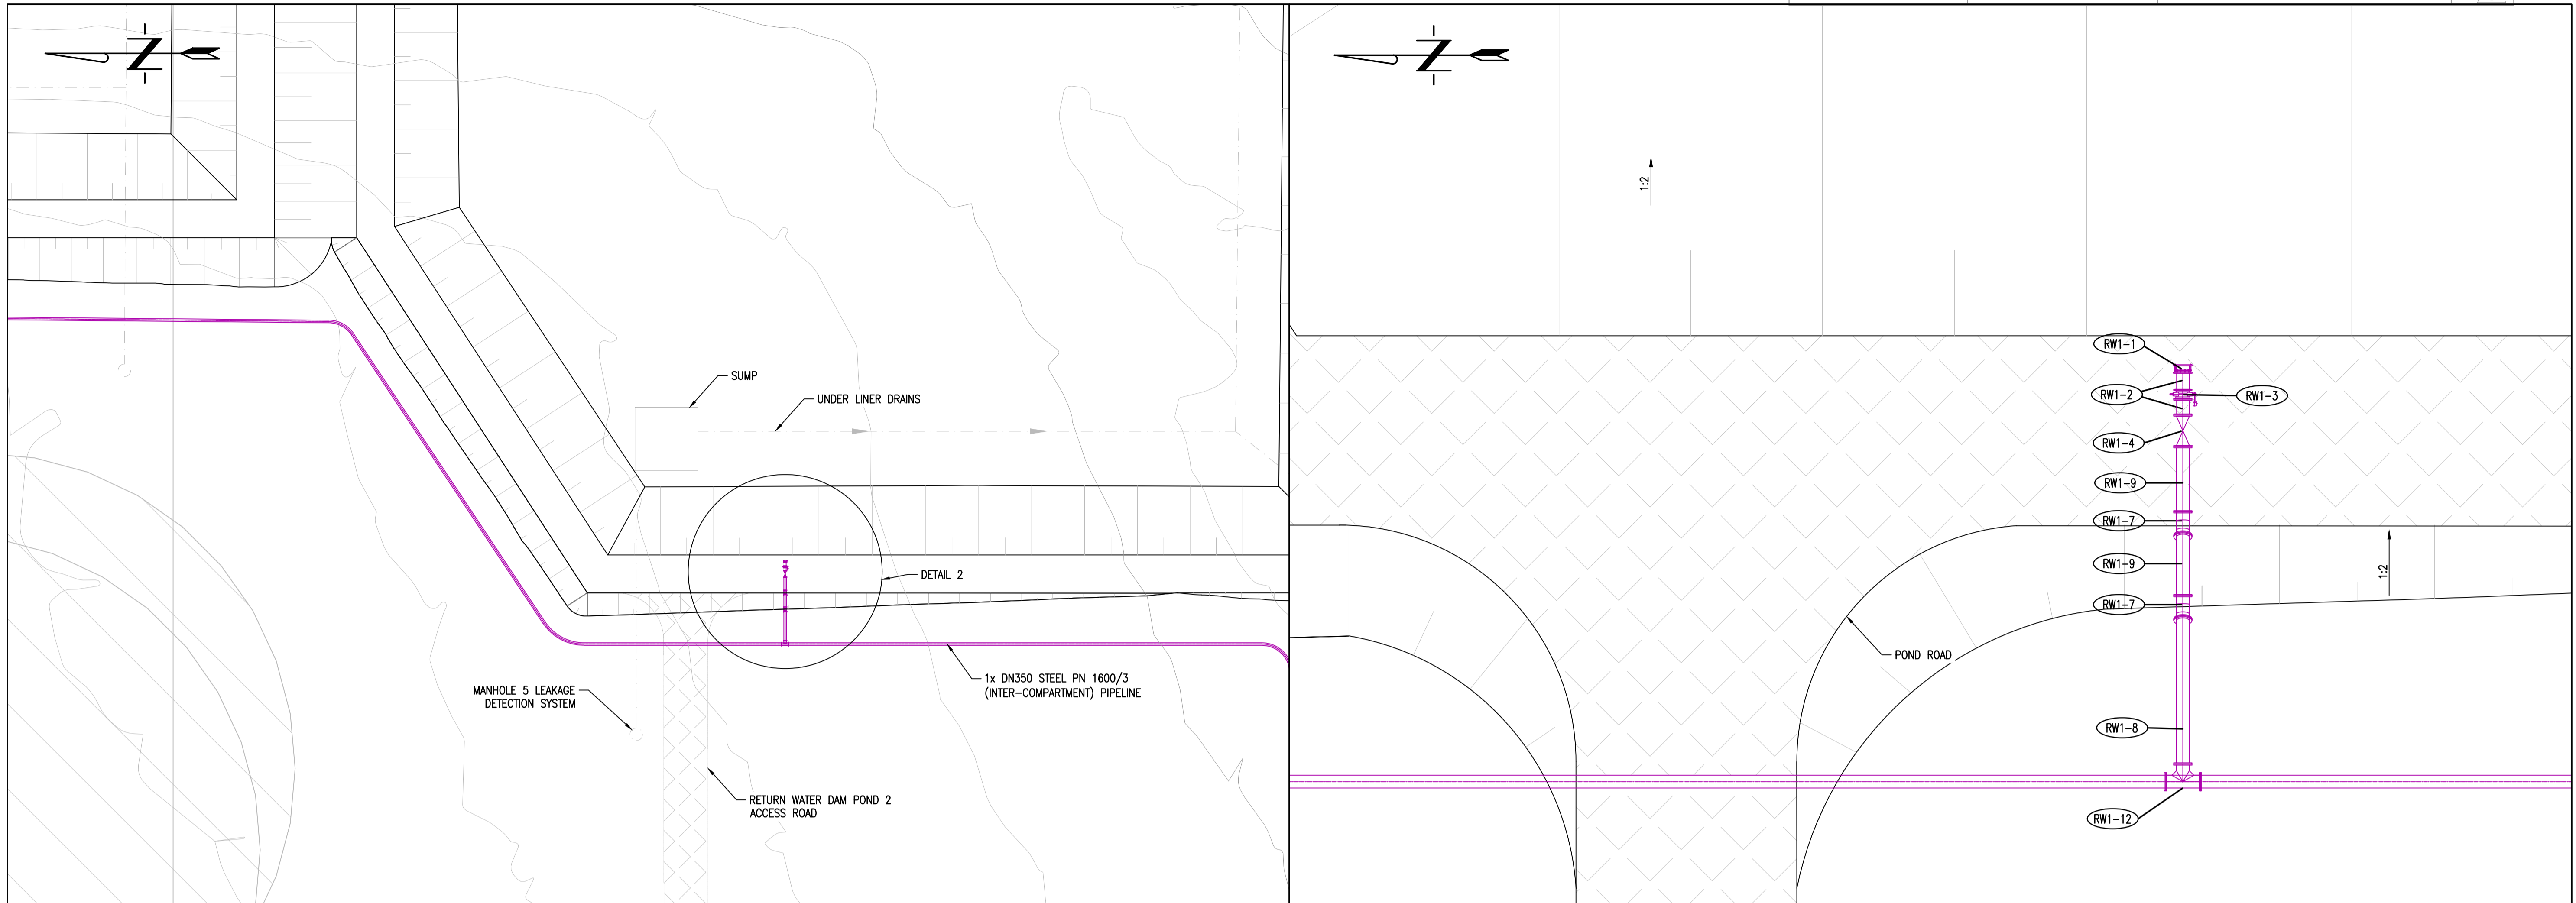 N
SUMP
UNDER LINER DRAINS
DETAIL 2
1x DN350 STEEL PN 1600/3
(INTER-COMPARTMENT) PIPELINE
MANHOLE 5 LEAKAGE
DETECTION SYSTEM
RETURN WATER DAM POND 2
ACCESS ROAD
N
1:2
RW1-1
RW1-2
RW1-3
RW1-4
RW1-9
RW1-7
RW1-9
1:2
RW1-7
POND ROAD
RW1-8
RW1-12